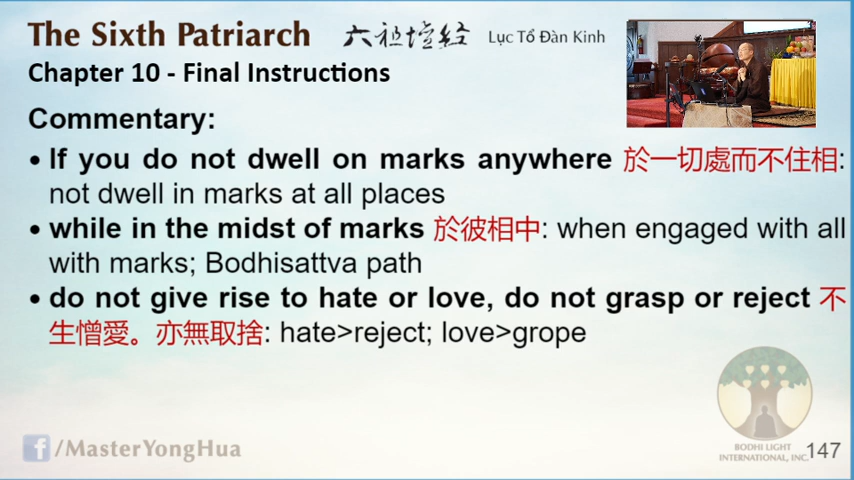 The Sixth Patriarch 六祖壇经 Lục Tổ Đàn Kinh
Chapter 10 - Final Instructions
Commentary:
• If you do not dwell on marks anywhere 於一切處而不住相:
not dwell in marks at all places
• while in the midst of marks 於彼相中: when engaged with all
with marks; Bodhisattva path
• do not give rise to hate or love, do not grasp or reject 不
生憎愛。亦無取捨: hate>reject; love>grope
f/MasterYongHua
BODHI LIGHT
INTERNATIONAL, INC.
147